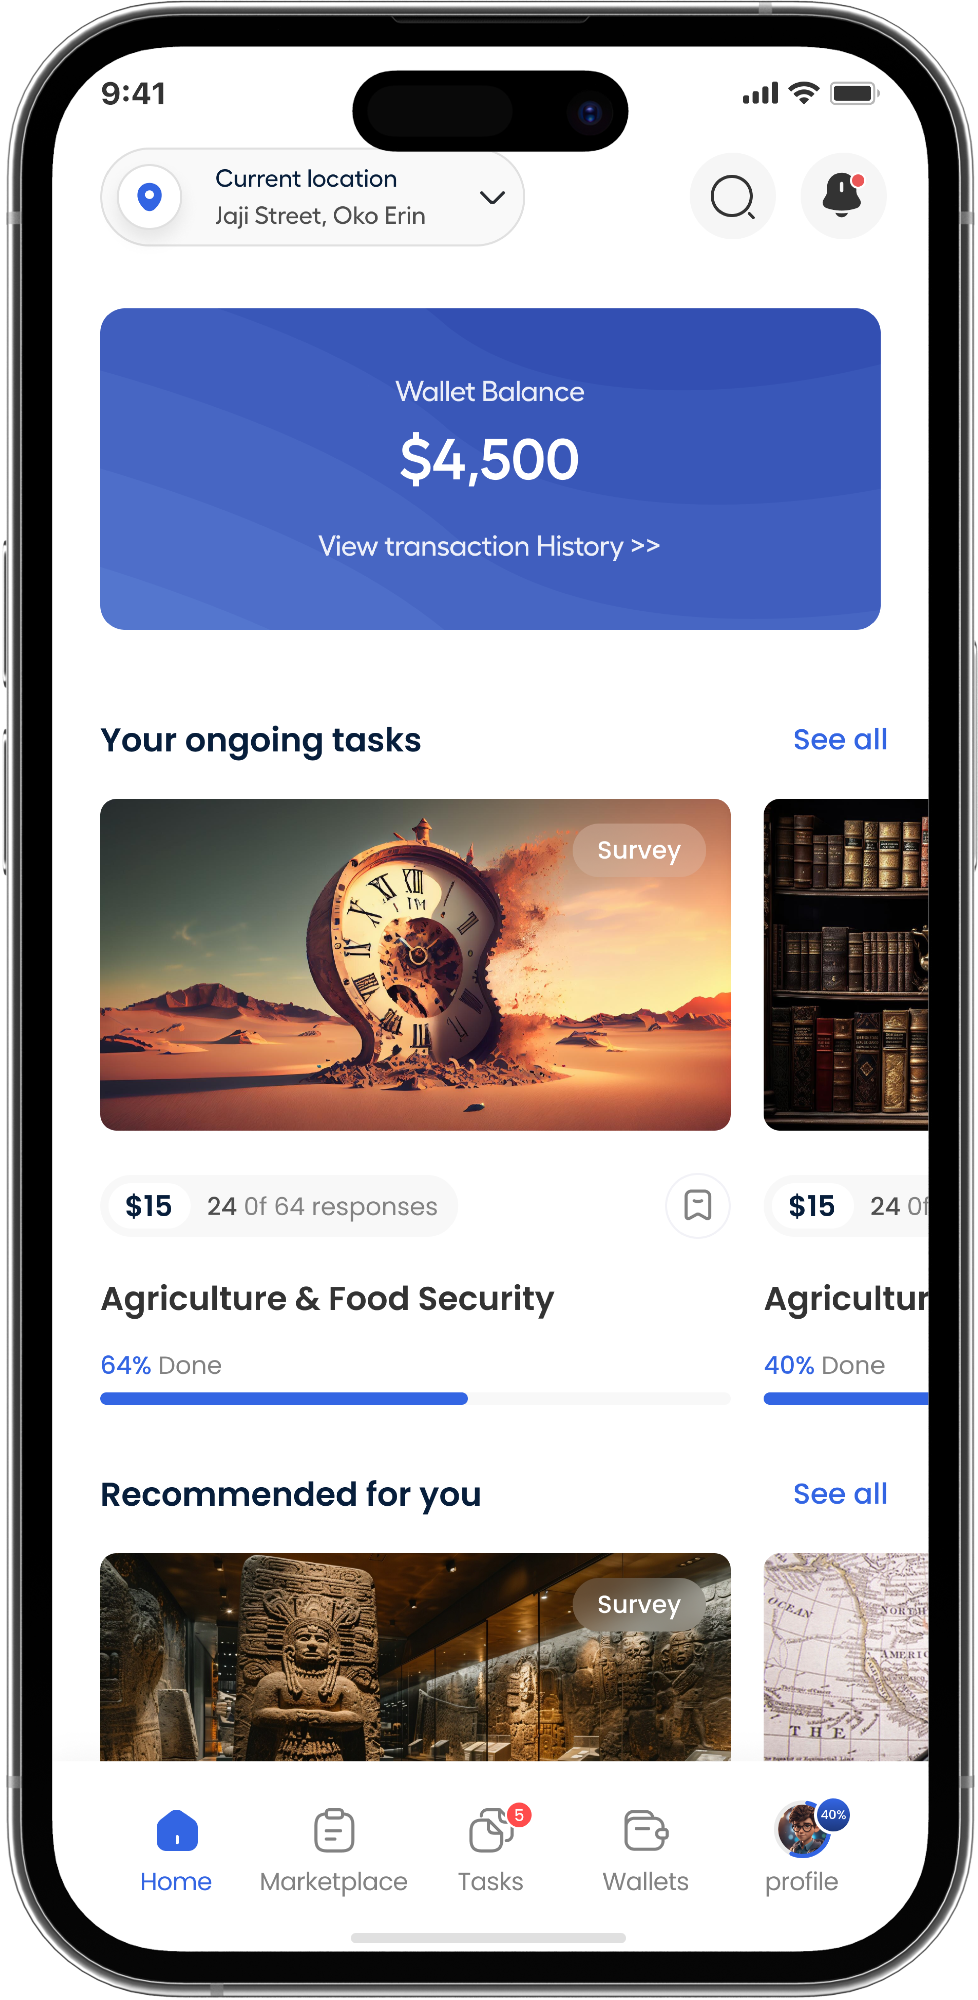 9:41
Current location
Jaji Street, Oko Erin
Wallet Balance
$4,500
View transaction History >>
Your ongoing tasks
See all
Survey
$15
24 Of 64 responses
$15
24 Of
Agriculture & Food Security
Agricultur
64% Done
40% Done
Recommended for you
See all
Survey
OCEAN
NORTH
AMERIC
THE
5
40%
Home
Marketplace
Tasks
Wallets
profile